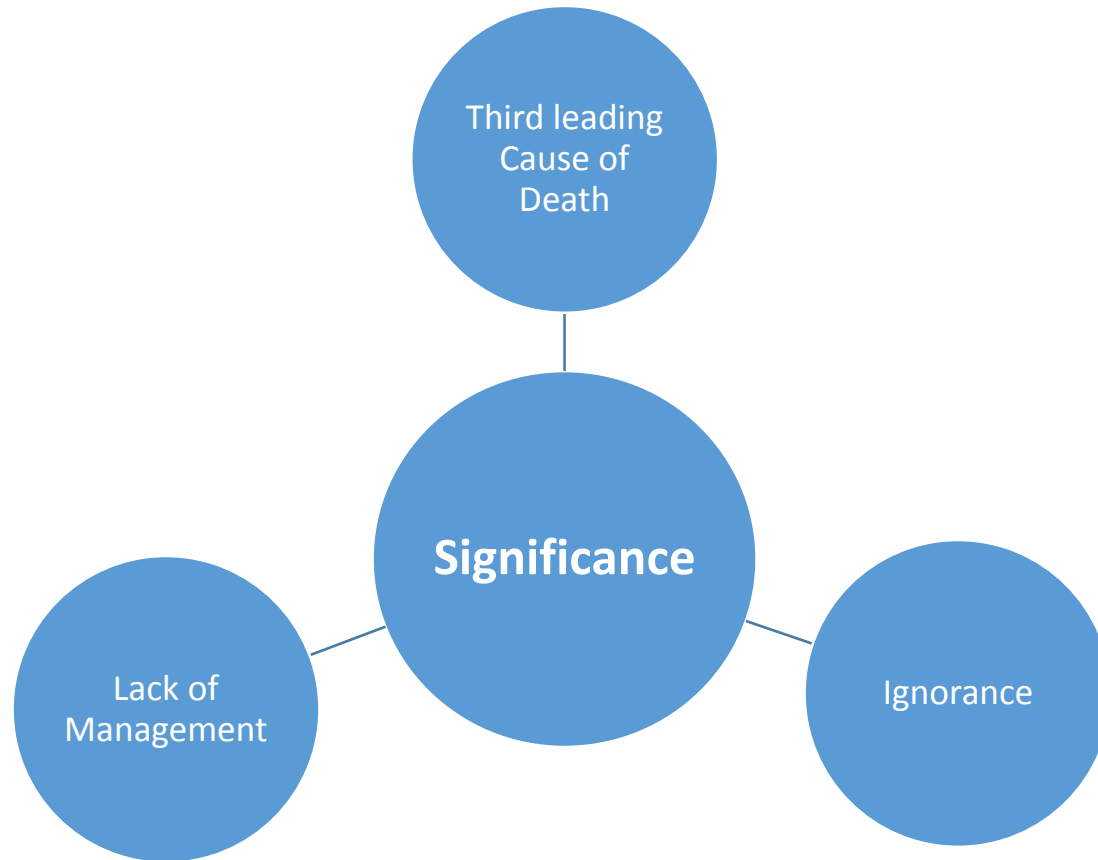 Third leading
Cause of
Death
Significance
Lack of
Management
Ignorance